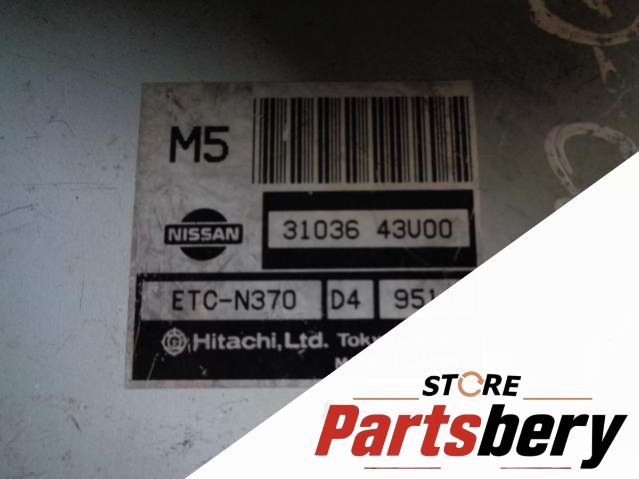 M5
NISSAN
31036 43U00
ETC-N370 D4
Hitachi, Ltd.
STORE
Partsbery